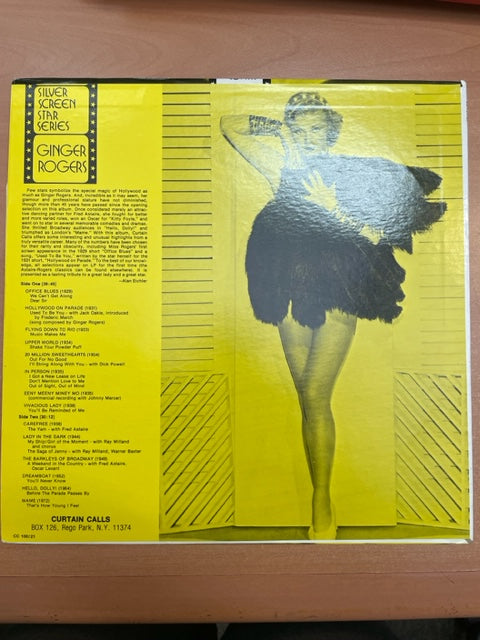 SILVER
SCREEN
STAR
SERIES
GINGER
ROGERS
Few stars symbolize the special magic of Hollywood as
much as Ginger Rogers. And, incredible as it may seem, her
glamour and professional stature have not diminished,
though more than 45 years have passed since the opening
selection on this album. Once considered merely an attrac-
tive dancing partner for Fred Astaire, she fought for better
and more varied roles, won an Oscar for "Kitty Foyle," and
went on to star in several memorable comedies and dramas.
She thrilled Broadway audiences in "Hello, Dolly!" and
triumphed as London's "Mame." With this album, Curtain
Calls offers some interesting and unusual highlights from a
truly versatile career. Many of the numbers have been chosen
for their rarity and obscurity, including Miss Rogers' first
screen appearance in the 1929 short "Office Blues" and a
song, "Used To Be You," written by the star herself for the
1931 short, "Hollywood on Parade." To the best of our know-
edge, all selections appear on LP for the first time (the
Astaire-Rogers classics can be found elsewhere). It is
presented as a lasting tribute to a great lady and a great star.
—Alan Eichler
Side One
OFFICE BLUES (1929)
We Can't Get Along
Dear Sir
HOLLYWOOD ON PARADE (1931)
Used To Be You - with Jack Oakie, introduced
by Frederic March
(song composed by Ginger Rogers)
FLYING DOWN TO RIO (1933)
Music Makes Me
UPPER WORLD (1934)
Shake Your Powder Puff
20 MILLION SWEETHEARTS (1934)
Out For No Good
I'll String Along With You - with Dick Powell
IN PERSON (1935)
I Got a New Lease on Life
Don't Mention Love to Me
Out of Sight, Out of Mind
EENY MEENY MINEY MO (1935)
(commercial recording with Johnny Mercer)
VIVACIOUS LADY (1938)
You'll Be Reminded of Me
Side Two [30:12]
CAREFREE (1938)
The Yam - with Fred Astaire
LADY IN THE DARK (1944)
My Ship/Girl of the Moment - with Ray Milland
and chorus
The Saga of Jenny - with Ray Milland, Warner Baxter
THE BARKLEYS OF BROADWAY (1949)
A Weekend in the Country - with Fred Astaire,
Oscar Levant
DREAMBOAT (1952)
You'll Never Know
HELLO, DOLLY! (1964)
Before The Parade Passes By
MAME (1972)
That's How Young I Feel
CURTAIN CALLS
BOX 126, Rego Park, N.Y. 11374
CC 100/21